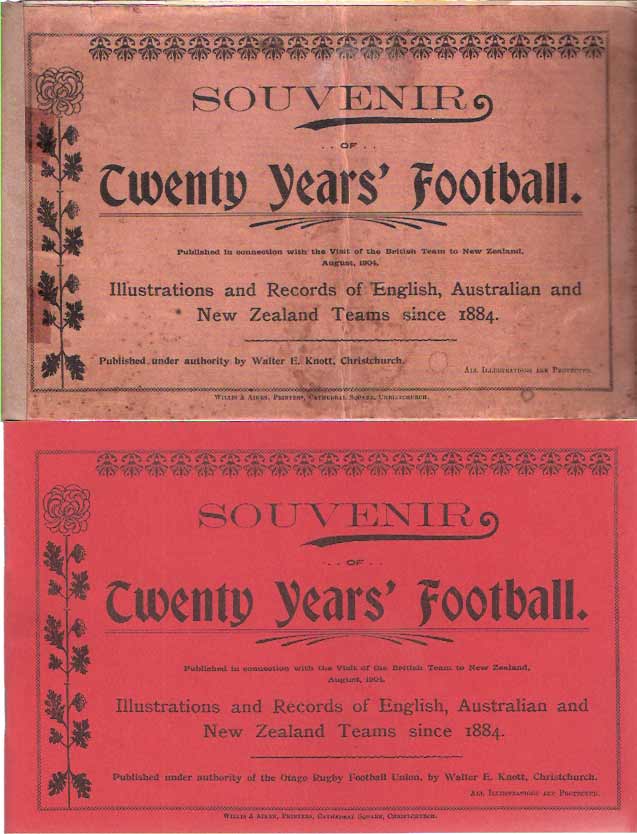 SOUVENIR
. . OF . .
Twenty Years' Football.
Published in connection with the Visit of the British Team to New Zealand,
August, 1904.
Illustrations and Records of English, Australian and
New Zealand Teams since 1884.
Published under authority by Walter E. Knott, Christchurch.
ALL ILLUSTRATIONS ARE PROTECTED.
WILLIS & AIKEN, PRINTERS, CATHEDRAL SQUARE, CHRISTCHURCH.
SOUVENIR
. . OF . .
Twenty Years' Football.
Published in connection with the Visit of the British Team to New Zealand,
August, 1904.
Illustrations and Records of English, Australian and
New Zealand Teams since 1884.
Published under authority of the Otago Rugby Football Union, by Walter E. Knott, Christchurch.
ALL ILLUSTRATIONS ARE PROTECTED.
WILLIS & AIKEN, PRINTERS, CATHEDRAL SQUARE, CHRISTCHURCH.